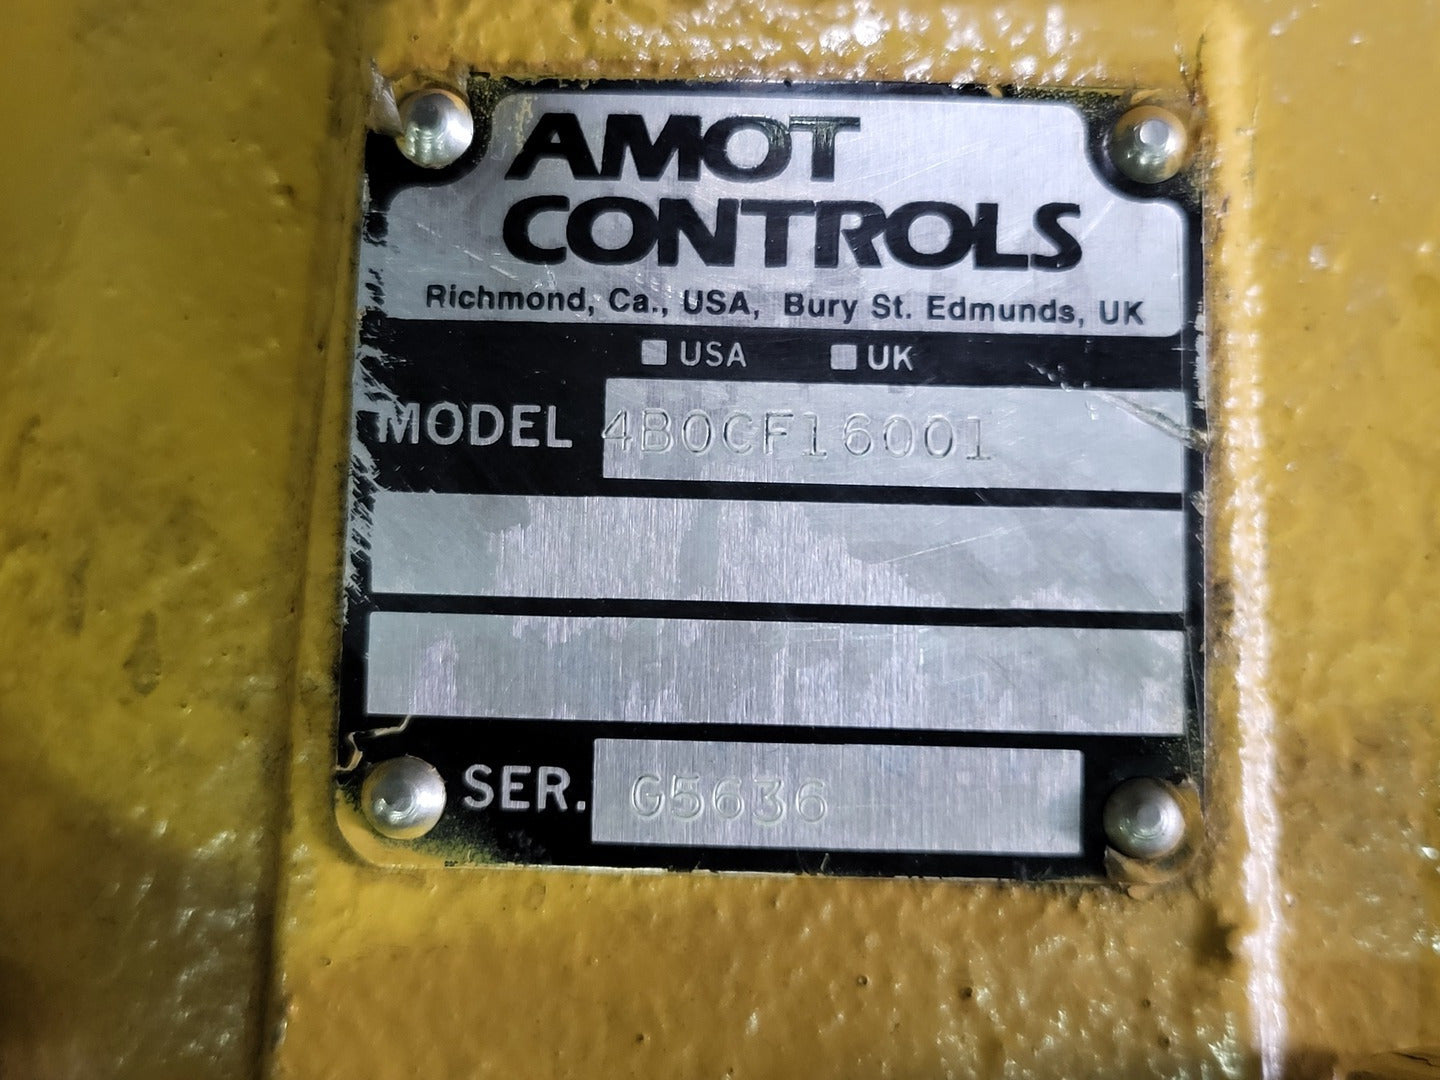 AMOT
CONTROLS
Richmond, Ca., USA, Bury St. Edmunds, UK
USA UK
MODEL 4B0CF16001
SER. G5636